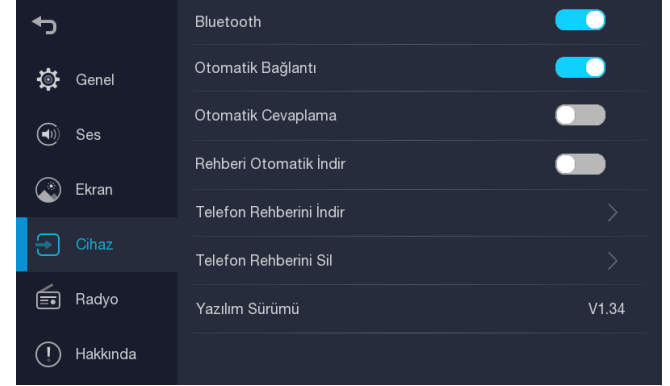 Genel
Ses
Ekran
Cihaz
Radyo
Hakkında
Bluetooth
Otomatik Bağlantı
Otomatik Cevaplama
Rehberi Otomatik İndir
Telefon Rehberini İndir
Telefon Rehberini Sil
Yazılım Sürümü V1.34